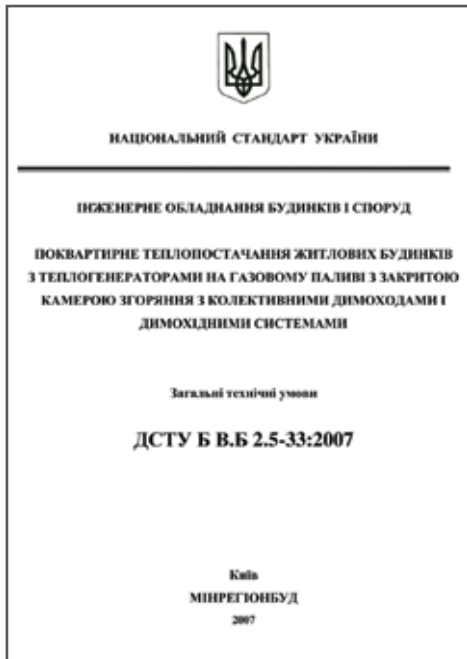 НАЦІОНАЛЬНИЙ СТАНДАРТ УКРАЇНИ
ІНЖЕНЕРНЕ ОБЛАДНАННЯ БУДИНКІВ І СПОРУД
ПОКВАРТИРНЕ ТЕПЛОПОСТАЧАННЯ ЖИТЛОВИХ БУДИНКІВ
З ТЕПЛОГЕНЕРАТОРАМИ НА ГАЗОВОМУ ПАЛИВІ З ЗАКРИТОЮ
КАМЕРОЮ ЗГОРЯННЯ З КОЛЕКТИВНИМИ ДИМОХОДАМИ І
ДИМОХІДНИМИ СИСТЕМАМИ
Загальні технічні умови
ДСТУ Б В.Б 2.5-33:2007
Київ
МІНРЕГІОНБУД
2007